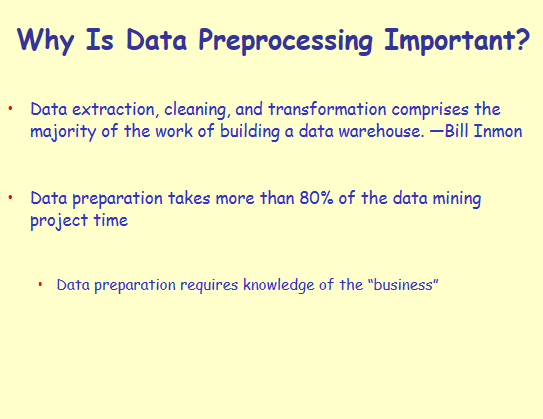 Why Is Data Preprocessing Important?
• Data extraction, cleaning, and transformation comprises the
majority of the work of building a data warehouse. —Bill Inmon
• Data preparation takes more than 80% of the data mining
project time
• Data preparation requires knowledge of the “business”